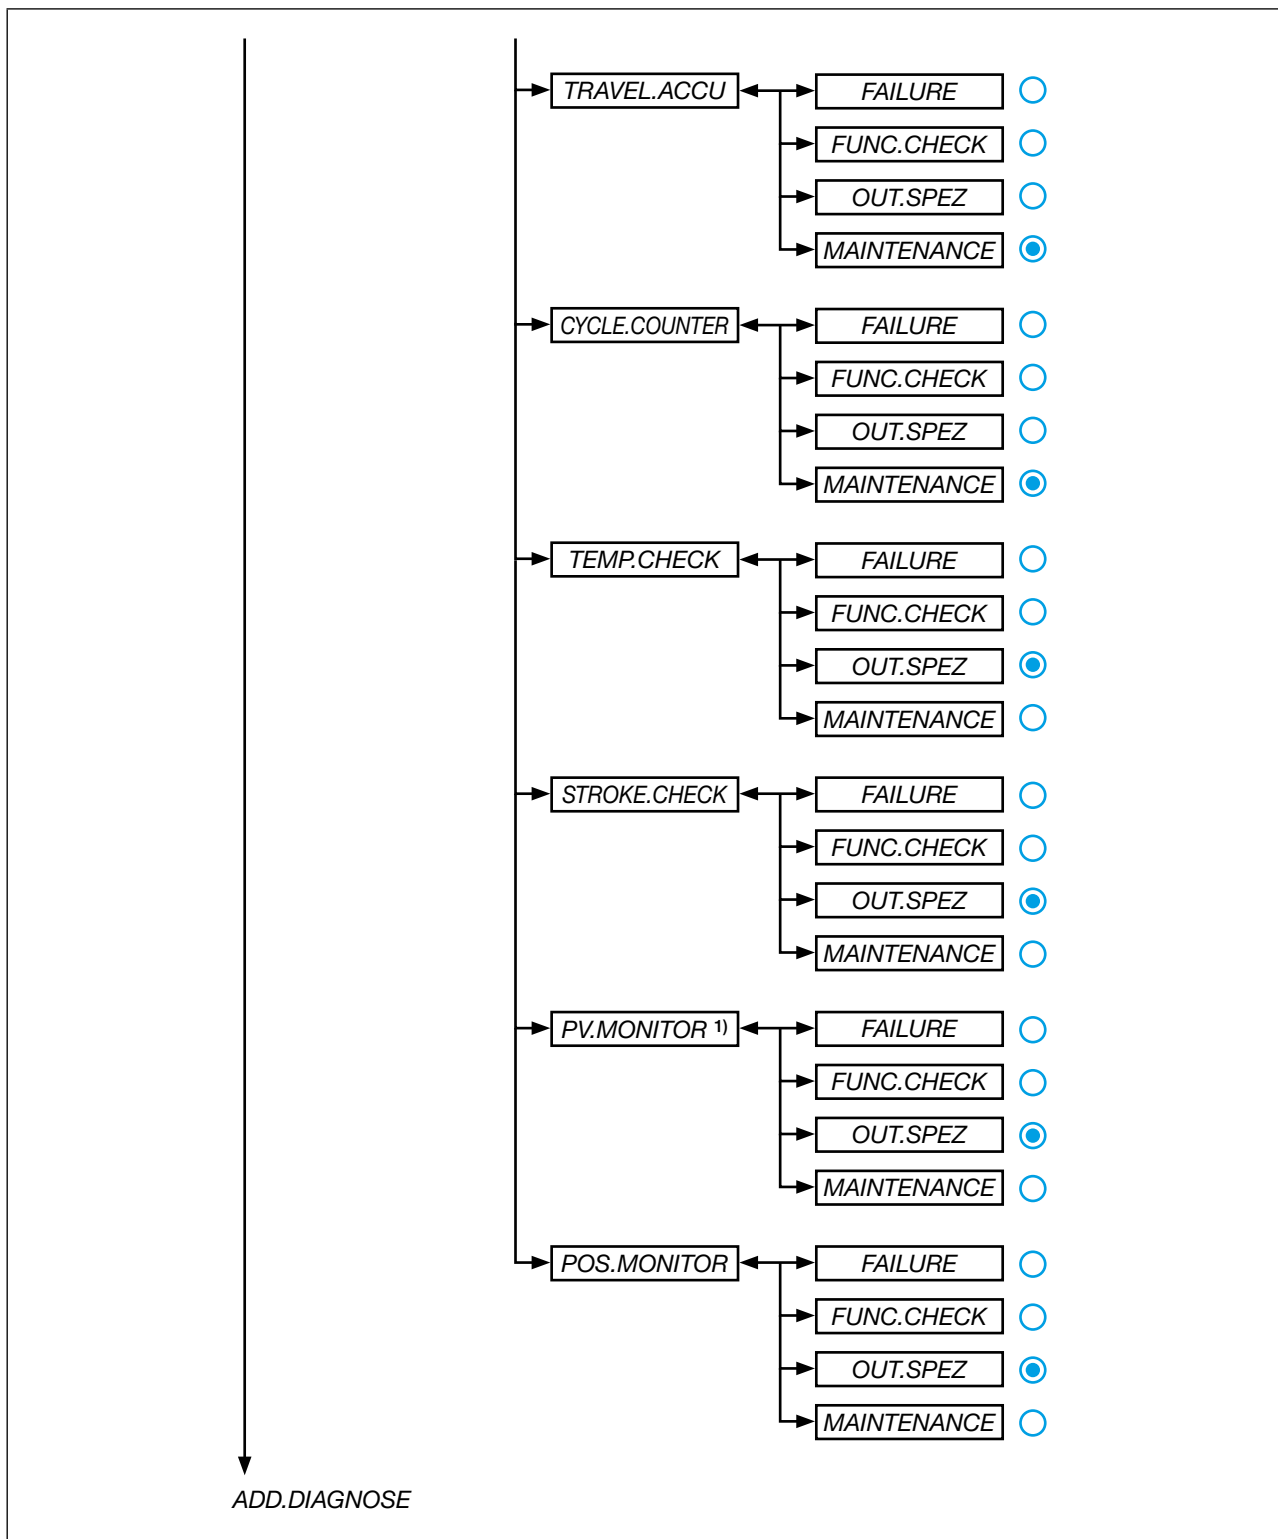 TRAVEL.ACCU FAILURE
FUNC.CHECK
OUT.SPEZ
MAINTENANCE
CYCLE.COUNTER FAILURE
FUNC.CHECK
OUT.SPEZ
MAINTENANCE
TEMP.CHECK FAILURE
FUNC.CHECK
OUT.SPEZ
MAINTENANCE
STROKE.CHECK FAILURE
FUNC.CHECK
OUT.SPEZ
MAINTENANCE
PV.MONITOR 1) FAILURE
FUNC.CHECK
OUT.SPEZ
MAINTENANCE
POS.MONITOR FAILURE
FUNC.CHECK
OUT.SPEZ
MAINTENANCE
ADD.DIAGNOSE